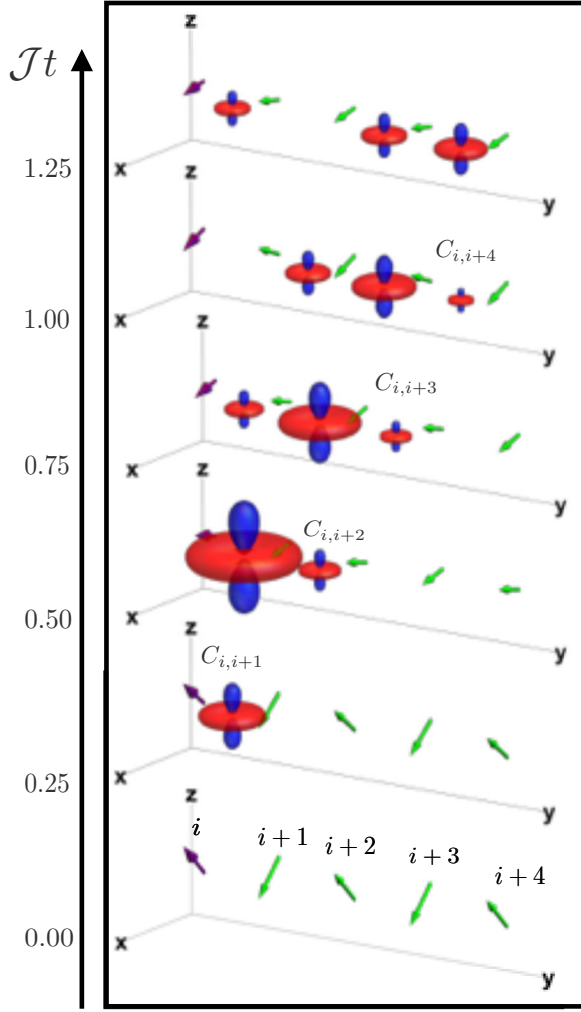 𝒥t
z
x
y
1.25
z
C_{i,i+4}
x
y
1.00
z
C_{i,i+3}
x
y
0.75
z
C_{i,i+2}
x
y
0.50
z
C_{i,i+1}
x
y
0.25
z
i
i + 1
i + 2
i + 3
i + 4
x
y
0.00